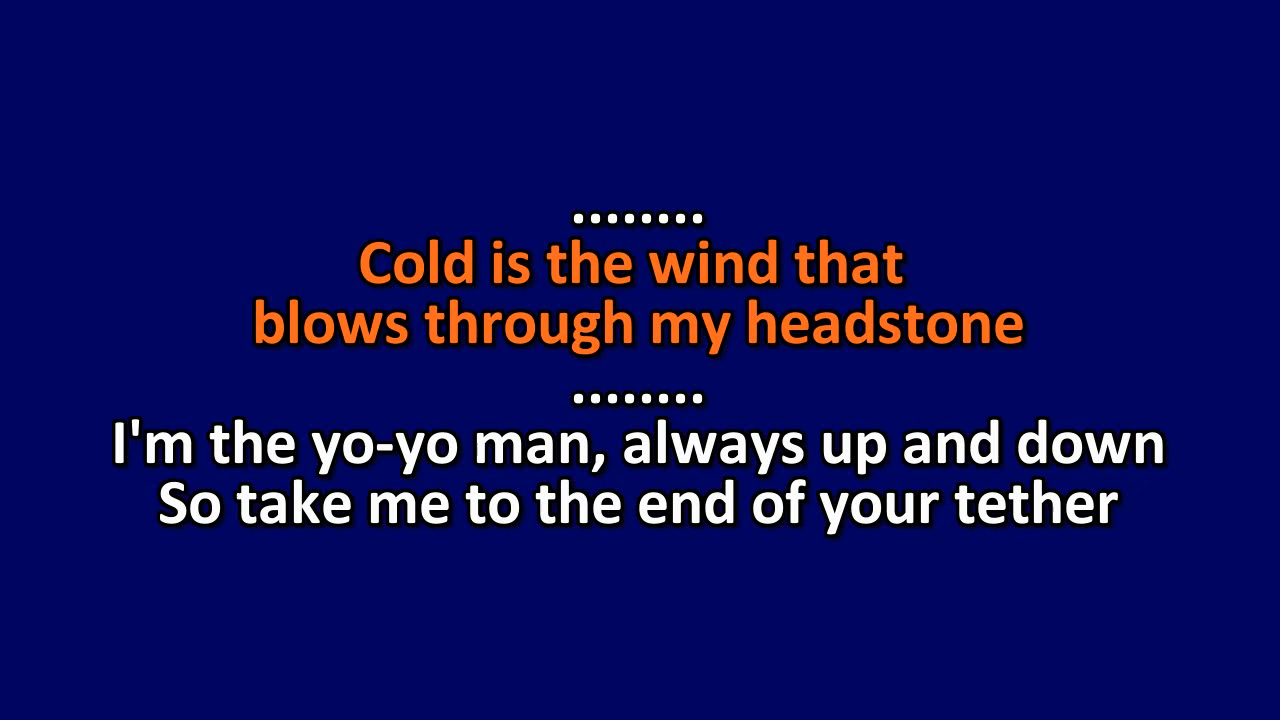 ........
Cold is the wind that
blows through my headstone
........
I'm the yo-yo man, always up and down
So take me to the end of your tether